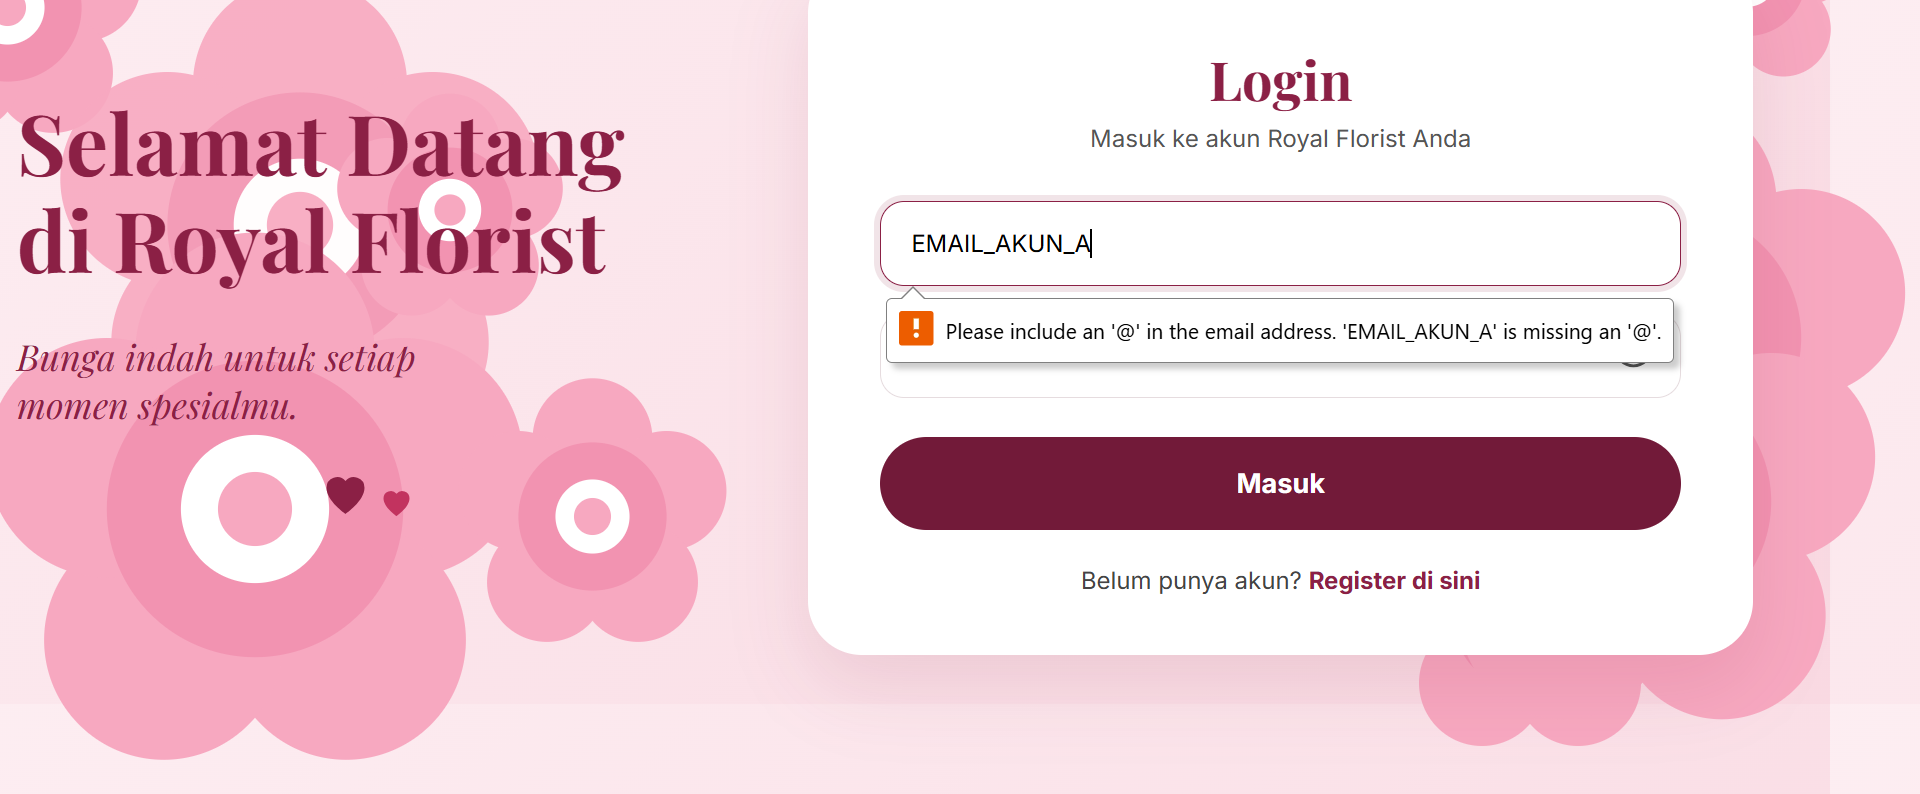 Selamat Datang
di Royal Florist
Bunga indah untuk setiap
momen spesialmu.
Login
Masuk ke akun Royal Florist Anda
EMAIL_AKUN_A
Please include an '@' in the email address. 'EMAIL_AKUN_A' is missing an '@'.
Masuk
Belum punya akun? Register di sini